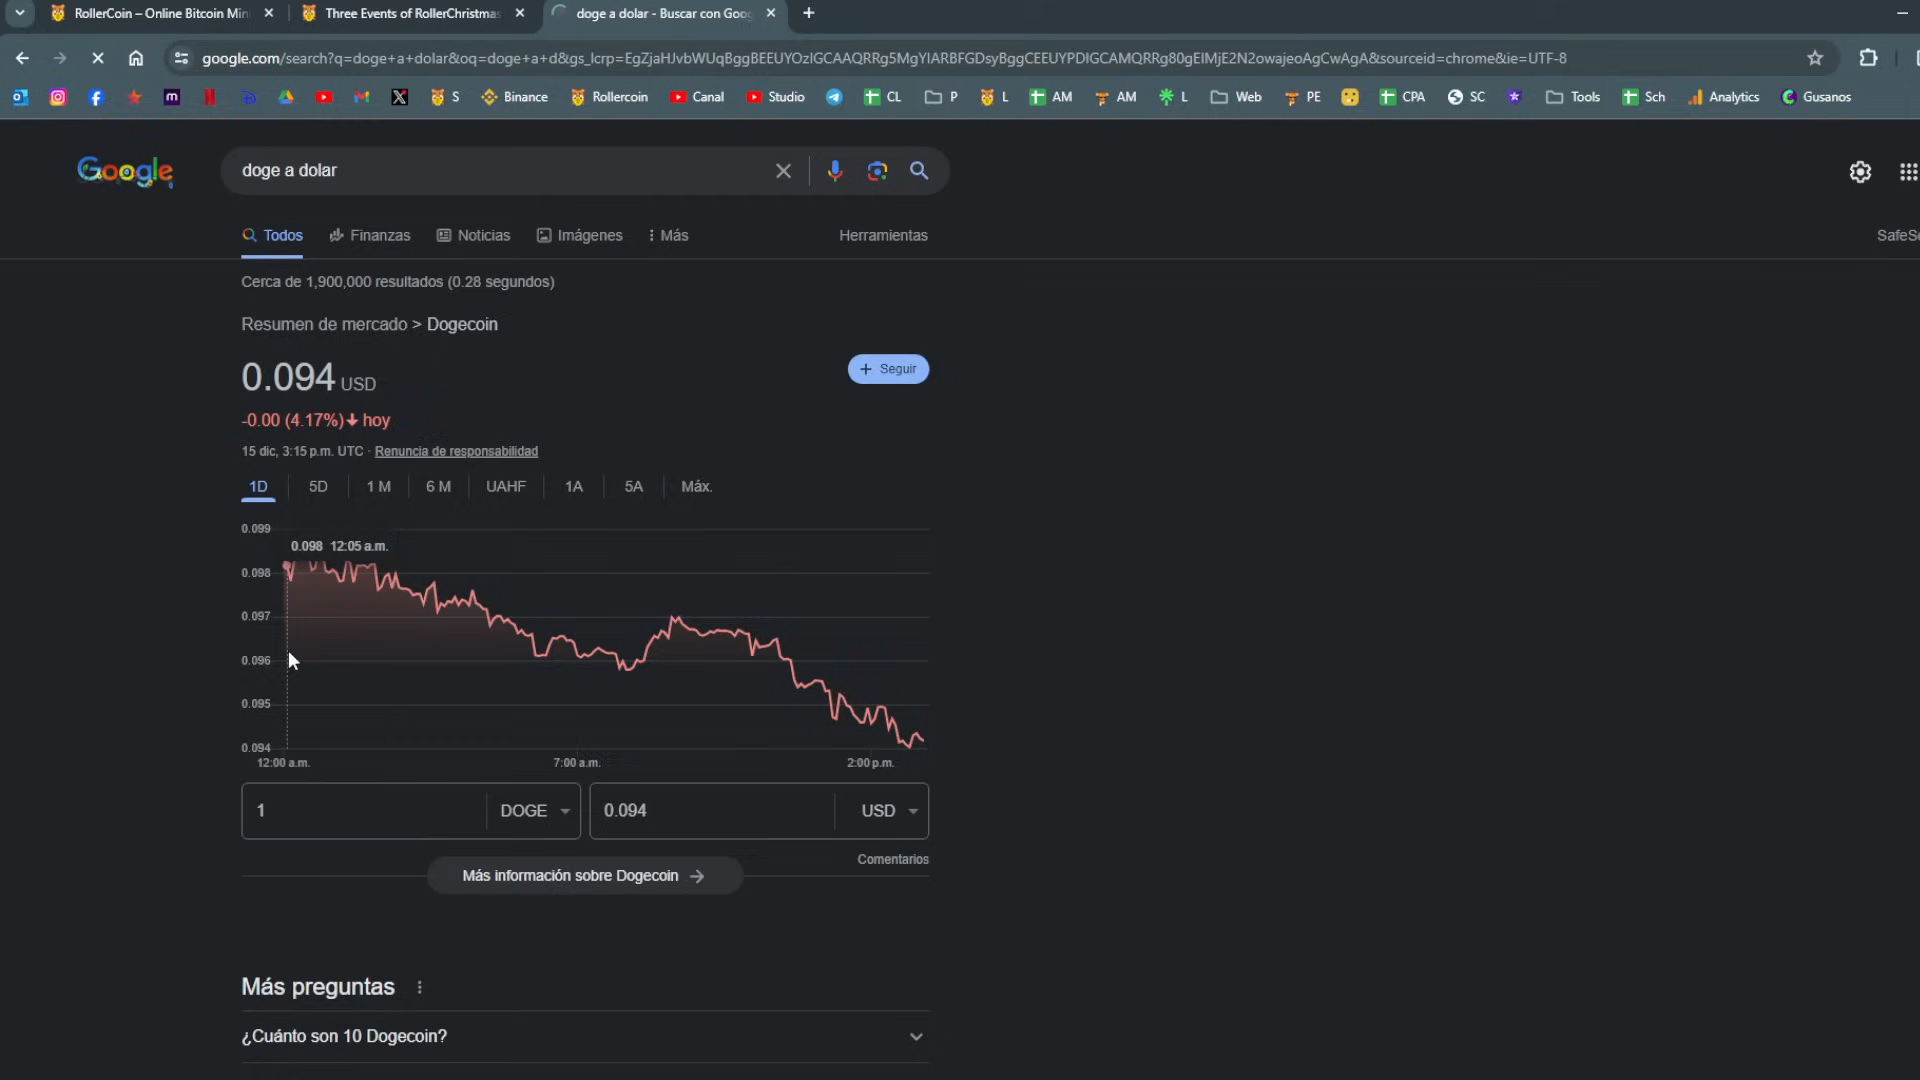 RollerCoin – Online Bitcoin Min
Three Events of RollerChristmas
doge a dolar - Buscar con Goog
google.com/search?q=doge+a+dolar&oq=doge+a+d&gs_lcrp=EgZjaHJvbWUqBggBEEUYOzIGCAAQRRg5MgYIARBFGDsyBggCEEUYPDIGCAMQRRg80gEIMjE2N2owajeoAgCwAgA&sourceid=chrome&ie=UTF-8
S Binance Rollercoin Canal Studio CL P L AM AM L Web PE CPA SC Tools Sch Analytics Gusanos
Google
doge a dolar
Todos Finanzas Noticias Imágenes Más Herramientas
SafeSe
Cerca de 1,900,000 resultados (0.28 segundos)
Resumen de mercado > Dogecoin
0.094 USD
+ Seguir
-0.00 (4.17%) hoy
15 dic, 3:15 p.m. UTC · Renuncia de responsabilidad
1D 5D 1 M 6 M UAHF 1A 5A Máx.
0.099
0.098 12:05 a.m.
0.098
0.097
0.096
0.095
0.094
12:00 a.m. 7:00 a.m. 2:00 p.m.
1 DOGE 0.094 USD
Comentarios
Más información sobre Dogecoin
Más preguntas
¿Cuánto son 10 Dogecoin?